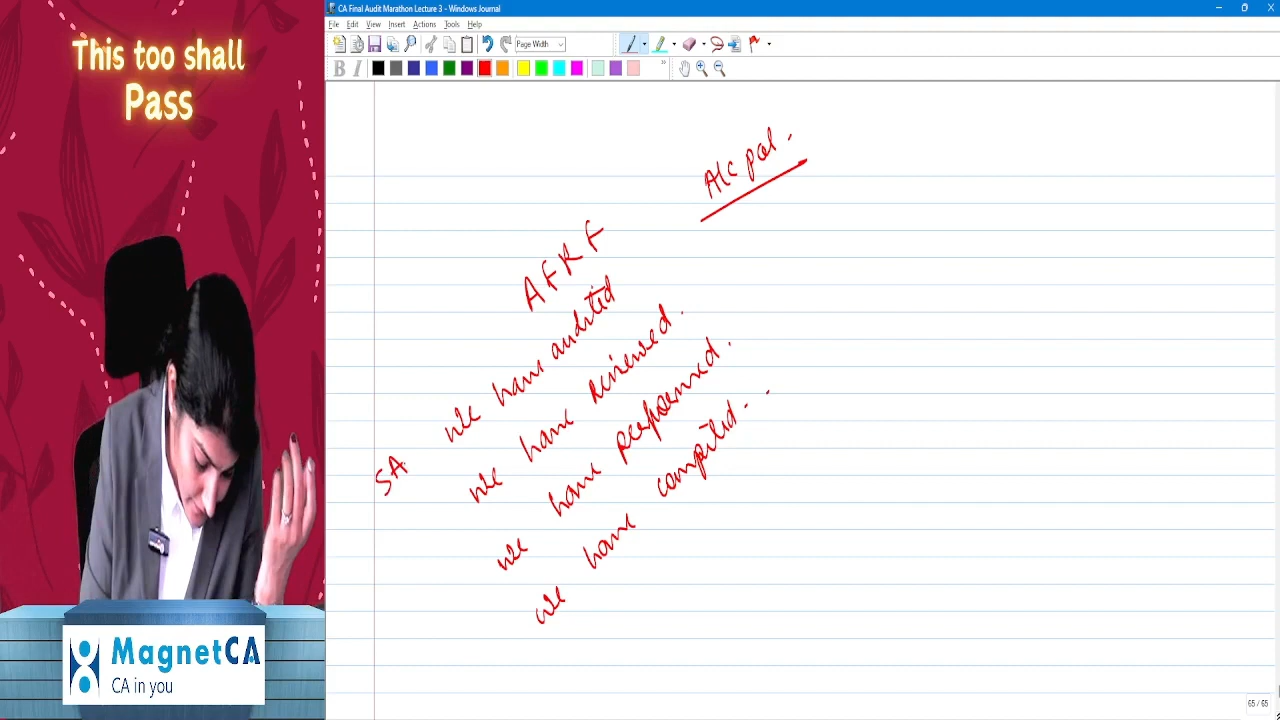 This too shall
Pass
CA Final Audit Marathon Lecture 3 - Windows Journal
File Edit View Insert Actions Tools Help
Page Width
B I
A/c pol.
AFRF
SA we have audited
we have reviewed.
we have performed.
we have compiled. . .
MagnetCA
CA in you
65 / 65